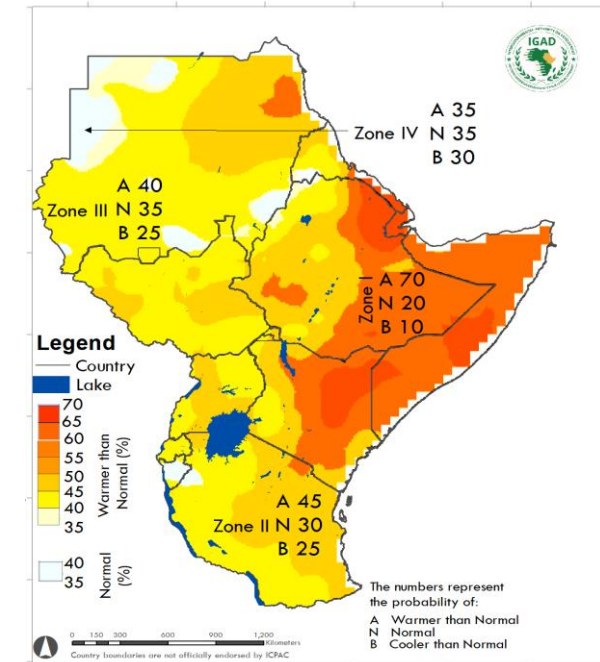 IGAD
A 35
Zone IV N 35
B 30
A 40
Zone III N 35
B 25
Zone I
A 70
N 20
B 10
Legend
Country
Lake
70
65
60
55
50
45
40
35
Warmer than
Normal (%)
40
35
Normal
(%)
A 45
Zone II N 30
B 25
The numbers represent
the probability of:
A Warmer than Normal
N Normal
B Cooler than Normal
0 150 300 600 900 1,200
Kilometers
Country boundaries are not officially endorsed by ICPAC